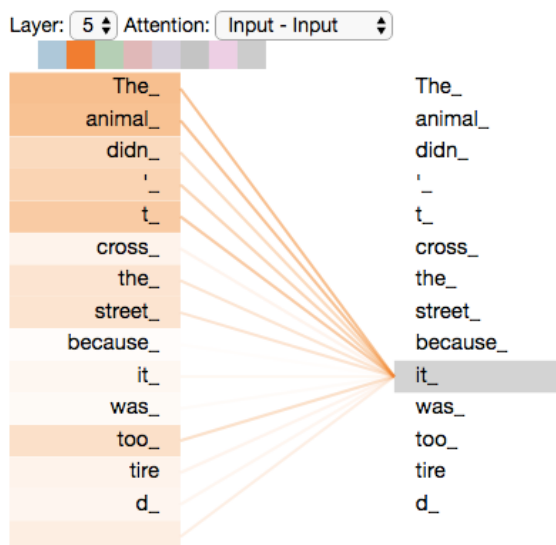 Layer: 5 Attention: Input - Input
The_ The_
animal_ animal_
didn_ didn_
'_ '_
t_ t_
cross_ cross_
the_ the_
street_ street_
because_ because_
it_ it_
was_ was_
too_ too_
tire tire
d_ d_